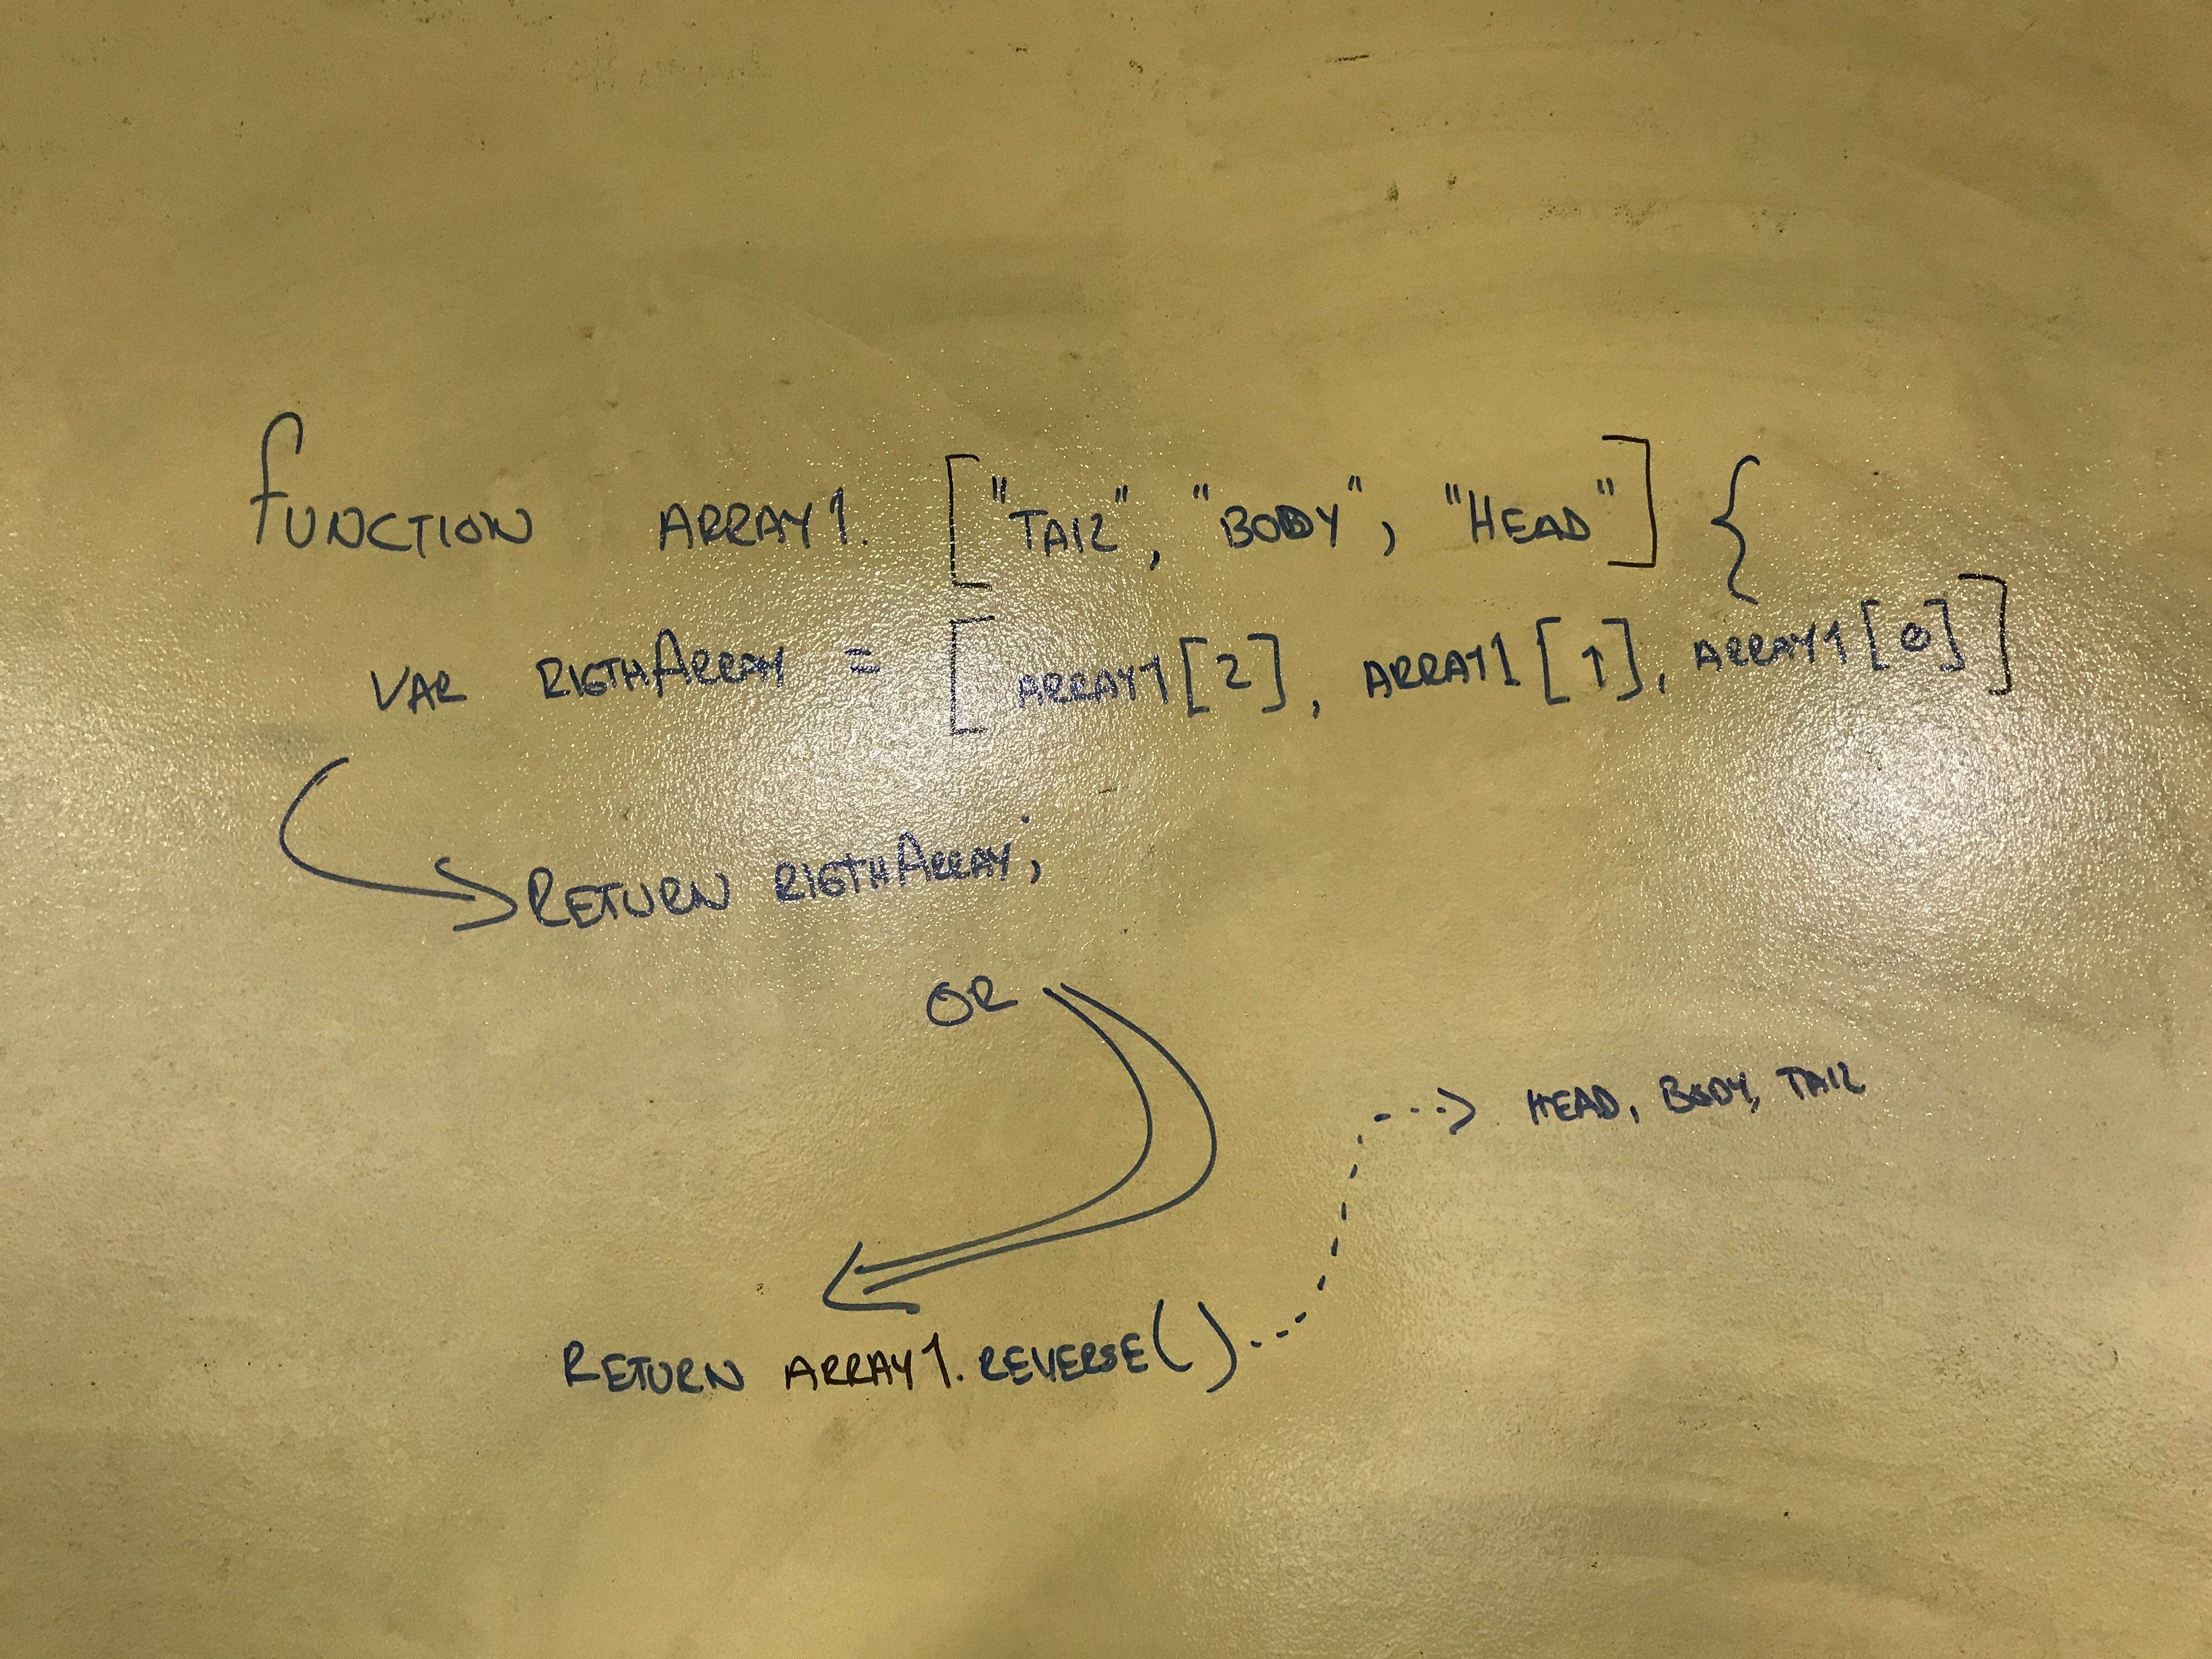 FUNCTION ARRAY1. ["TAIL", "BODY", "HEAD"] {
VAR RIGTHARRAY = [ARRAY1[2], ARRAY1[1], ARRAY1[0]]
RETURN RIGTHARRAY;
OR
HEAD, BODY, TAIL
RETURN ARRAY1.REVERSE()